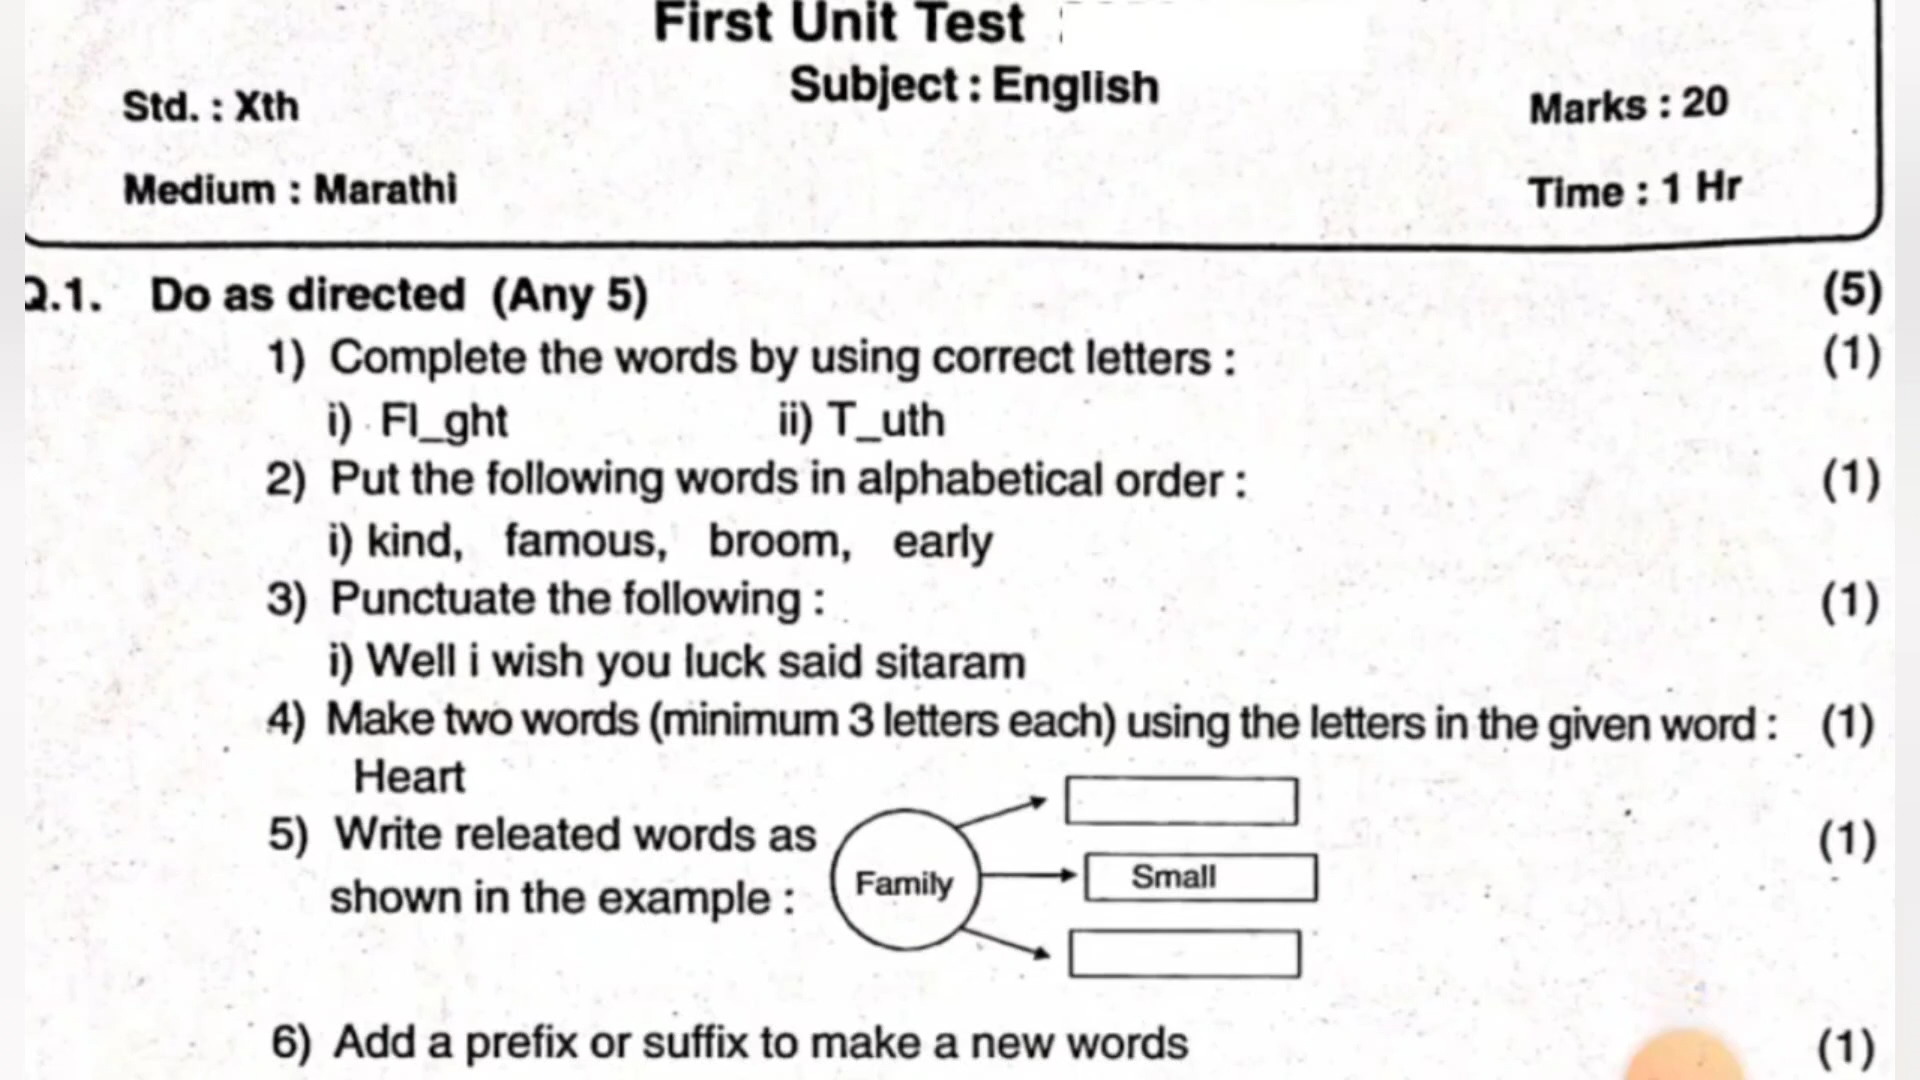 First Unit Test
Subject : English
Std. : Xth
Marks : 20
Medium : Marathi
Time : 1 Hr
Q.1. Do as directed (Any 5) (5)
1) Complete the words by using correct letters : (1)
i) Fl_ght ii) T_uth
2) Put the following words in alphabetical order : (1)
i) kind, famous, broom, early
3) Punctuate the following : (1)
i) Well i wish you luck said sitaram
4) Make two words (minimum 3 letters each) using the letters in the given word : (1)
Heart
5) Write releated words as (1)
shown in the example :
Family
Small
6) Add a prefix or suffix to make a new words (1)